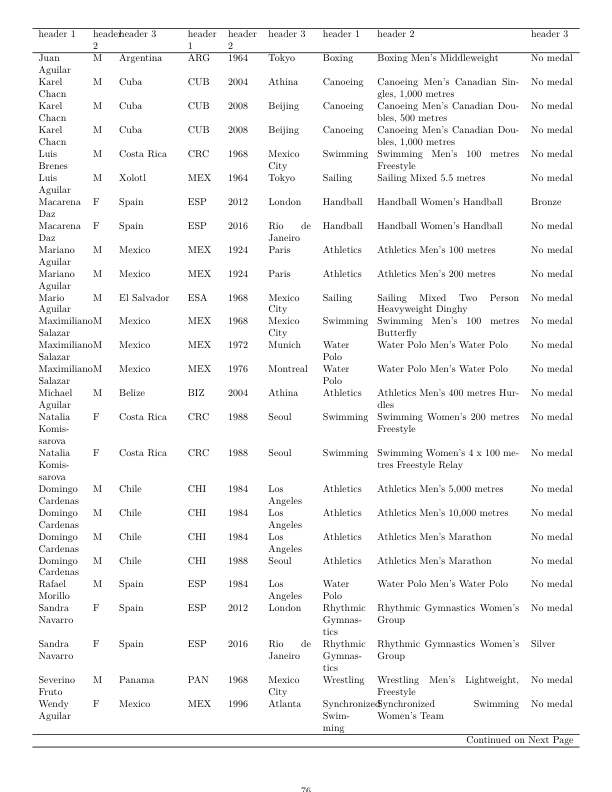 header 1 header 2 header 3 header 1 header 2 header 3 header 1 header 2 header 3
Juan Aguilar M Argentina ARG 1964 Tokyo Boxing Boxing Men's Middleweight No medal
Karel Chacn M Cuba CUB 2004 Athina Canoeing Canoeing Men's Canadian Singles, 1,000 metres No medal
Karel Chacn M Cuba CUB 2008 Beijing Canoeing Canoeing Men's Canadian Doubles, 500 metres No medal
Karel Chacn M Cuba CUB 2008 Beijing Canoeing Canoeing Men's Canadian Doubles, 1,000 metres No medal
Luis Brenes M Costa Rica CRC 1968 Mexico City Swimming Swimming Men's 100 metres Freestyle No medal
Luis Aguilar M Xolotl MEX 1964 Tokyo Sailing Sailing Mixed 5.5 metres No medal
Macarena Daz F Spain ESP 2012 London Handball Handball Women's Handball Bronze
Macarena Daz F Spain ESP 2016 Rio de Janeiro Handball Handball Women's Handball No medal
Mariano Aguilar M Mexico MEX 1924 Paris Athletics Athletics Men's 100 metres No medal
Mariano Aguilar M Mexico MEX 1924 Paris Athletics Athletics Men's 200 metres No medal
Mario Aguilar M El Salvador ESA 1968 Mexico City Sailing Sailing Mixed Two Person Heavyweight Dinghy No medal
Maximiliano Salazar M Mexico MEX 1968 Mexico City Swimming Swimming Men's 100 metres Butterfly No medal
Maximiliano Salazar M Mexico MEX 1972 Munich Water Polo Water Polo Men's Water Polo No medal
Maximiliano Salazar M Mexico MEX 1976 Montreal Water Polo Water Polo Men's Water Polo No medal
Michael Aguilar M Belize BIZ 2004 Athina Athletics Athletics Men's 400 metres Hurdles No medal
Natalia Komissarova F Costa Rica CRC 1988 Seoul Swimming Swimming Women's 200 metres Freestyle No medal
Natalia Komissarova F Costa Rica CRC 1988 Seoul Swimming Swimming Women's 4 x 100 metres Freestyle Relay No medal
Domingo Cardenas M Chile CHI 1984 Los Angeles Athletics Athletics Men's 5,000 metres No medal
Domingo Cardenas M Chile CHI 1984 Los Angeles Athletics Athletics Men's 10,000 metres No medal
Domingo Cardenas M Chile CHI 1984 Los Angeles Athletics Athletics Men's Marathon No medal
Domingo Cardenas M Chile CHI 1988 Seoul Athletics Athletics Men's Marathon No medal
Rafael Morillo M Spain ESP 1984 Los Angeles Water Polo Water Polo Men's Water Polo No medal
Sandra Navarro F Spain ESP 2012 London Rhythmic Gymnastics Rhythmic Gymnastics Women's Group No medal
Sandra Navarro F Spain ESP 2016 Rio de Janeiro Rhythmic Gymnastics Rhythmic Gymnastics Women's Group Silver
Severino Fruto M Panama PAN 1968 Mexico City Wrestling Wrestling Men's Lightweight, Freestyle No medal
Wendy Aguilar F Mexico MEX 1996 Atlanta Synchronized Swimming Synchronized Swimming Women's Team No medal
Continued on Next Page
76